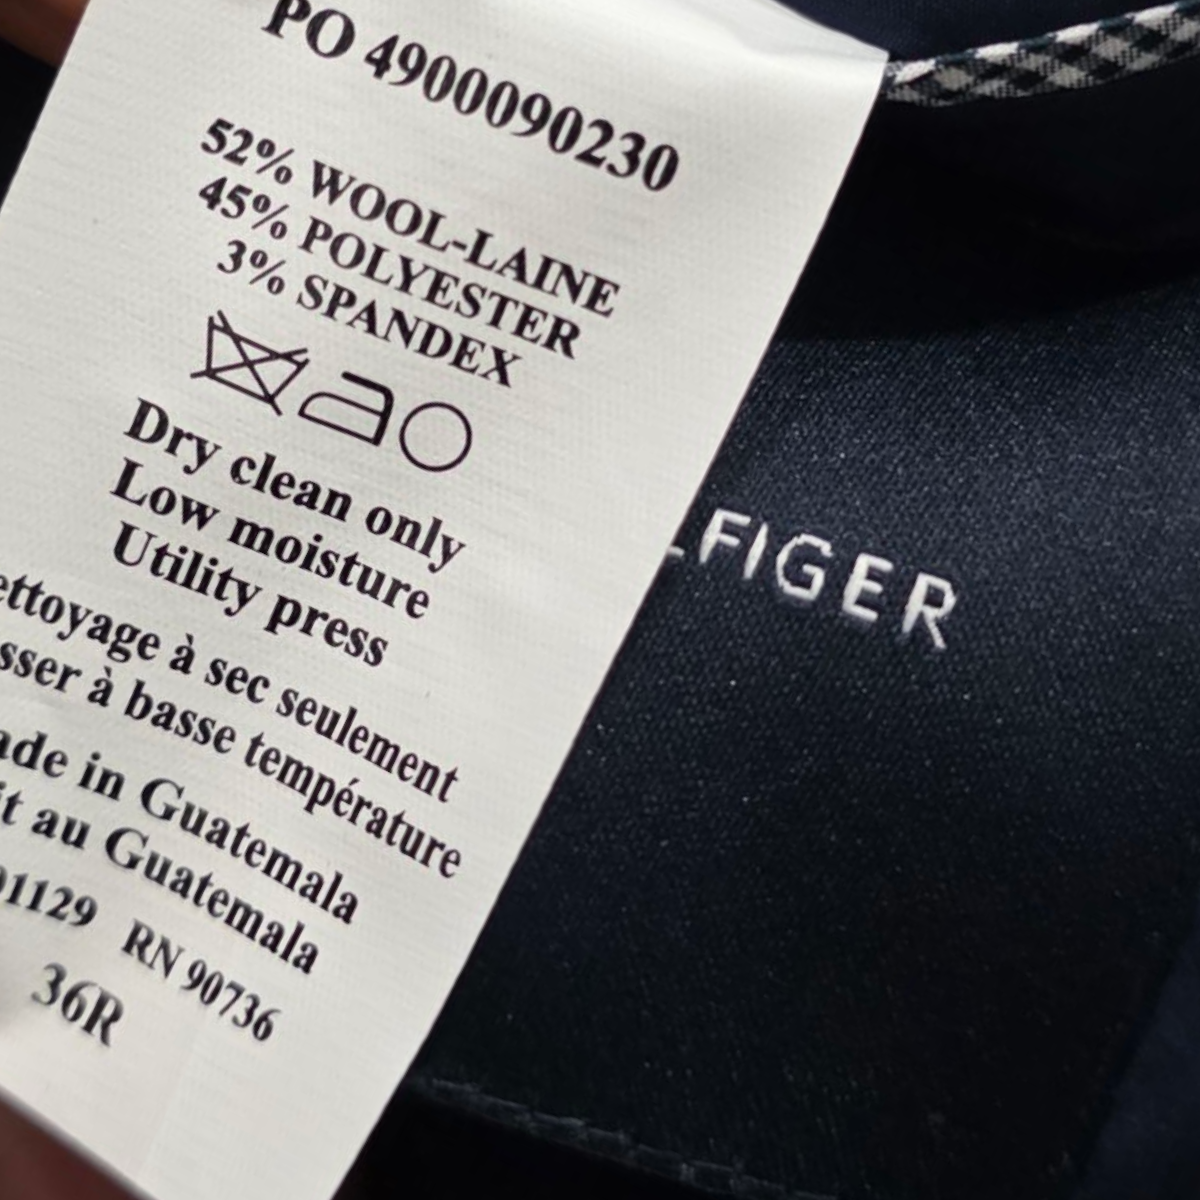 PO 4900090230
52% WOOL-LAINE
45% POLYESTER
3% SPANDEX
Dry clean only
Low moisture
Utility press
ettoyage à sec seulement
sser à basse température
ade in Guatemala
it au Guatemala
01129 RN 90736
36R
LFIGER